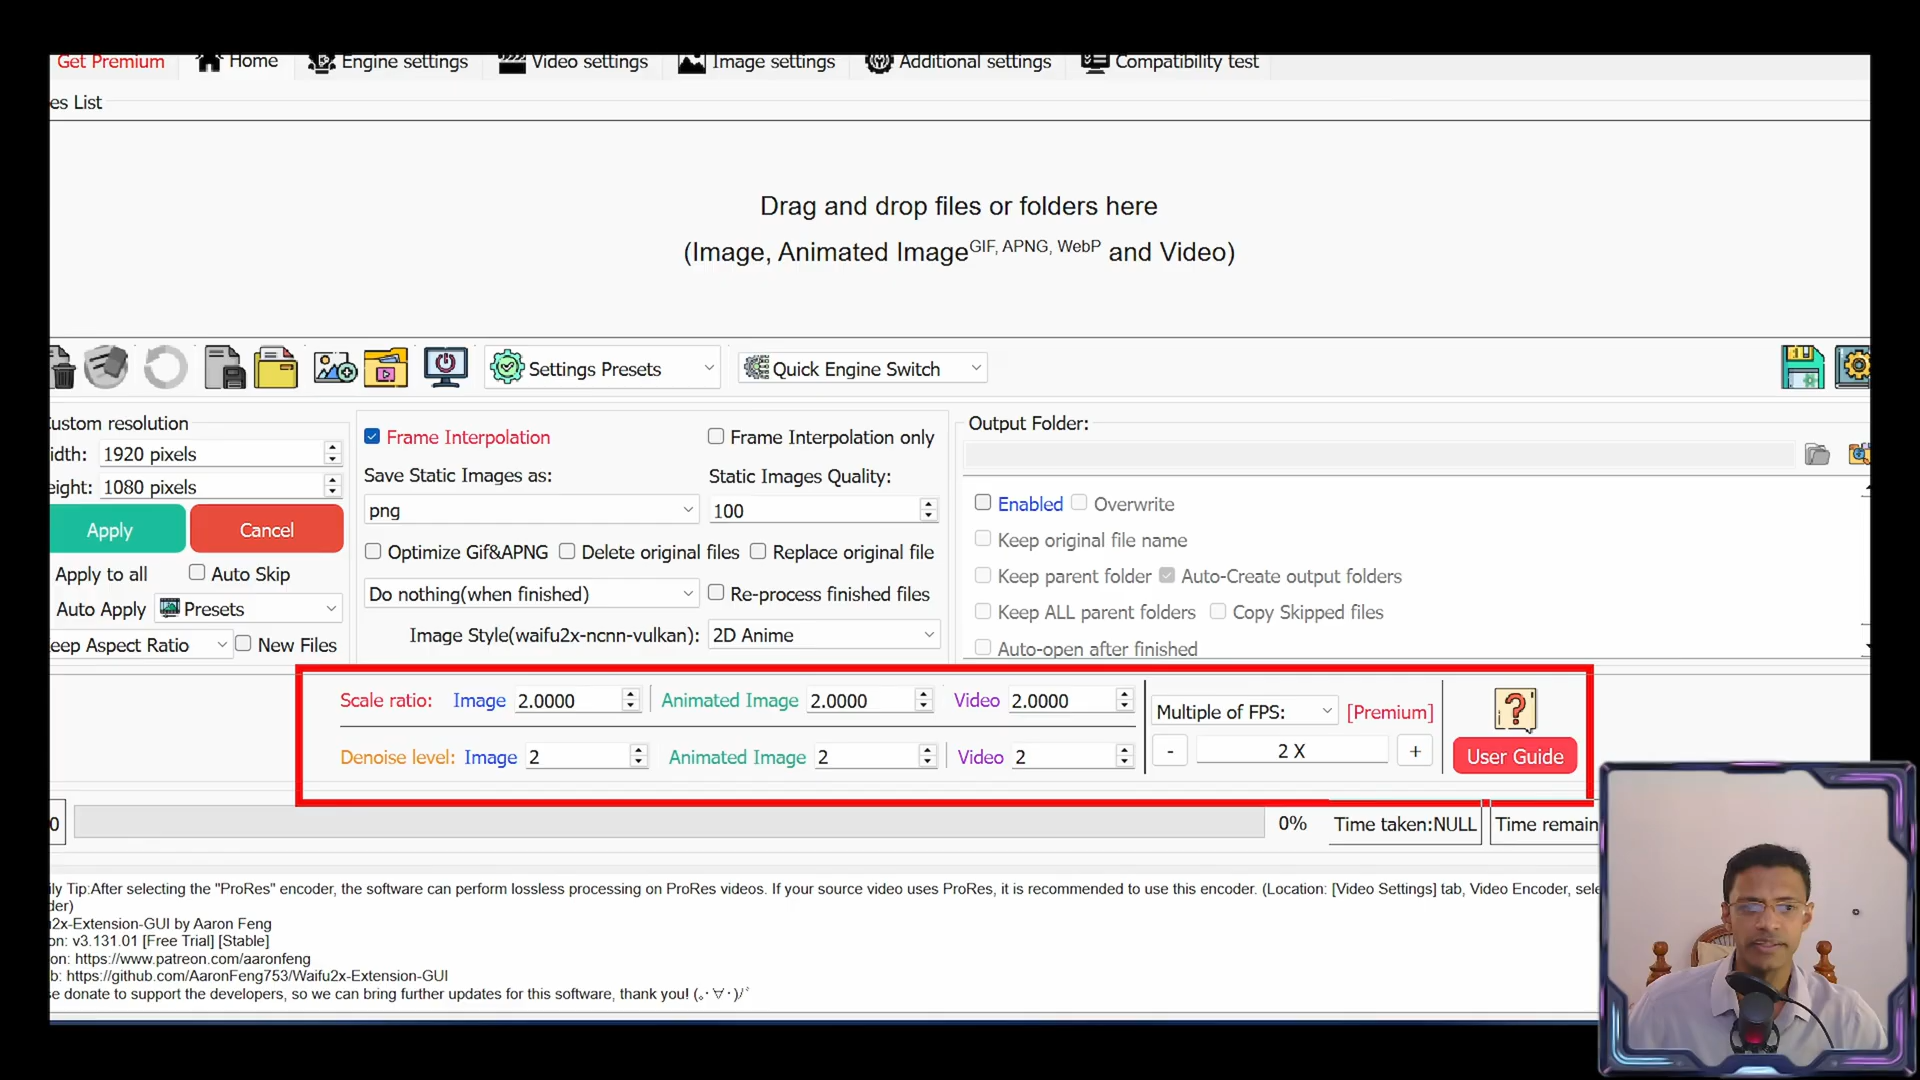 Get Premium Home Engine settings Video settings Image settings Additional settings Compatibility test
es List
Drag and drop files or folders here
(Image, Animated Image GIF, APNG, WebP and Video)
Settings Presets Quick Engine Switch
ustom resolution
idth: 1920 pixels
eight: 1080 pixels
Apply Cancel
Apply to all Auto Skip
Auto Apply Presets
eep Aspect Ratio New Files
Frame Interpolation Frame Interpolation only
Save Static Images as: Static Images Quality:
png 100
Optimize Gif&APNG Delete original files Replace original file
Do nothing(when finished) Re-process finished files
Image Style(waifu2x-ncnn-vulkan): 2D Anime
Output Folder:
Enabled Overwrite
Keep original file name
Keep parent folder Auto-Create output folders
Keep ALL parent folders Copy Skipped files
Auto-open after finished
Scale ratio: Image 2.0000 Animated Image 2.0000 Video 2.0000
Denoise level: Image 2 Animated Image 2 Video 2
Multiple of FPS: [Premium]
- 2 X +
?
User Guide
0 0% Time taken:NULL Time remain
ily Tip:After selecting the "ProRes" encoder, the software can perform lossless processing on ProRes videos. If your source video uses ProRes, it is recommended to use this encoder. (Location: [Video Settings] tab, Video Encoder, sele
der)
2x-Extension-GUI by Aaron Feng
on: v3.131.01 [Free Trial] [Stable]
on: https://www.patreon.com/aaronfeng
b: https://github.com/AaronFeng753/Waifu2x-Extension-GUI
se donate to support the developers, so we can bring further updates for this software, thank you! (｡･∀･)ﾉﾞ